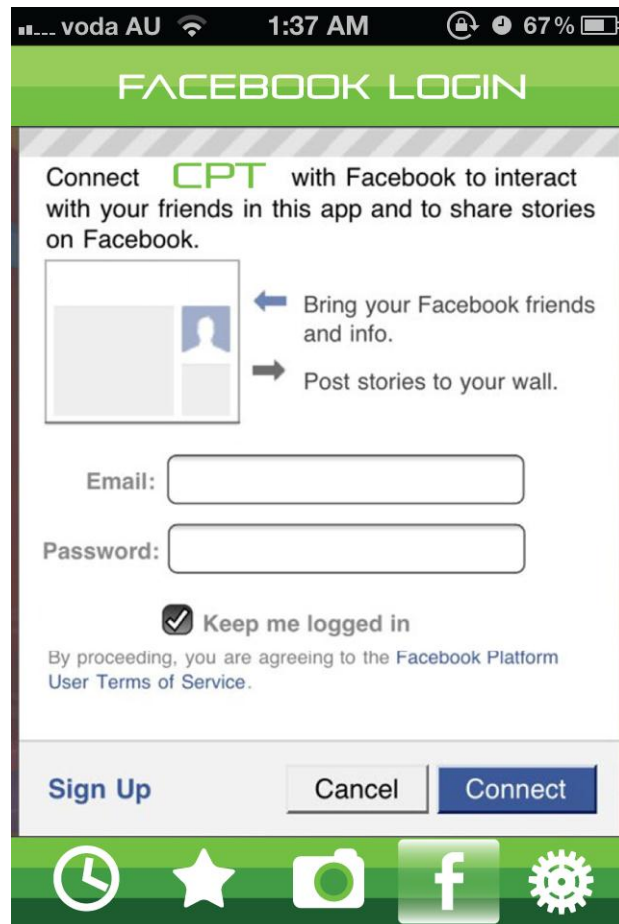 voda AU 1:37 AM 67%
FACEBOOK LOGIN
Connect CPT with Facebook to interact
with your friends in this app and to share stories
on Facebook.
Bring your Facebook friends
and info.
Post stories to your wall.
Email:
Password:
Keep me logged in
By proceeding, you are agreeing to the Facebook Platform
User Terms of Service.
Sign Up Cancel Connect
f